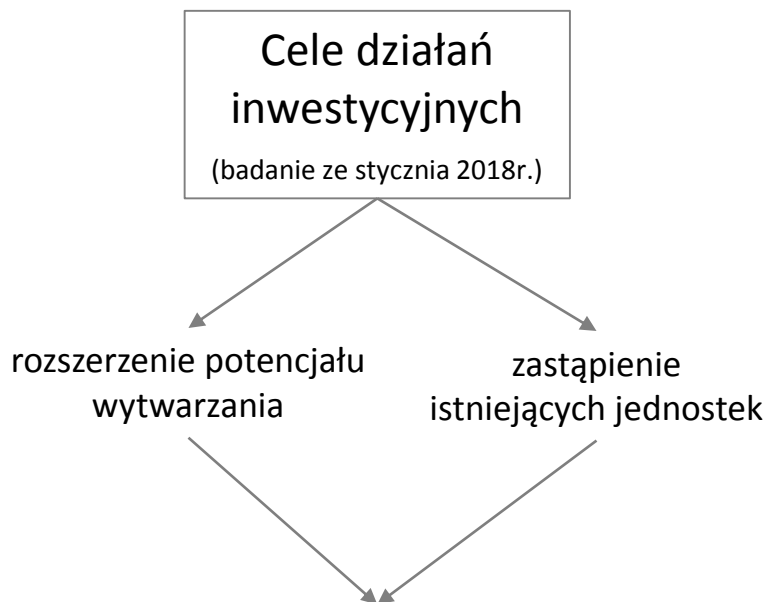 Cele działań
inwestycyjnych
(badanie ze stycznia 2018r.)
rozszerzenie potencjału
wytwarzania
zastąpienie
istniejących jednostek